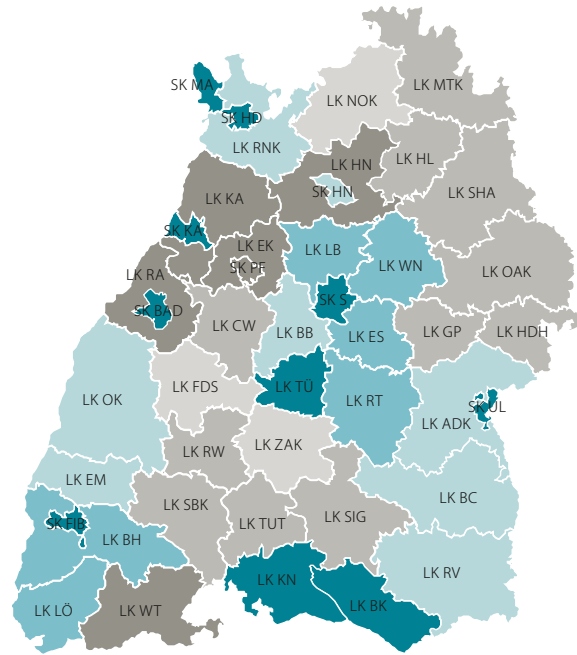 SK MA
LK MTK
LK NOK
SK HD
LK RNK
LK HL
LK HN
SK HN
LK SHA
LK KA
SK KA
LK EK
LK LB
LK WN
SK PF
LK RA
LK OAK
SK BAD
SK S
LK CW
LK BB
LK ES
LK GP
LK HDH
LK TÜ
LK FDS
LK OK
LK RT
SK UL
LK ADK
LK RW
LK ZAK
LK EM
LK SBK
LK BC
SK FIB
LK BH
LK TUT
LK SIG
LK RV
LK KN
LK BK
LK LÖ
LK WT